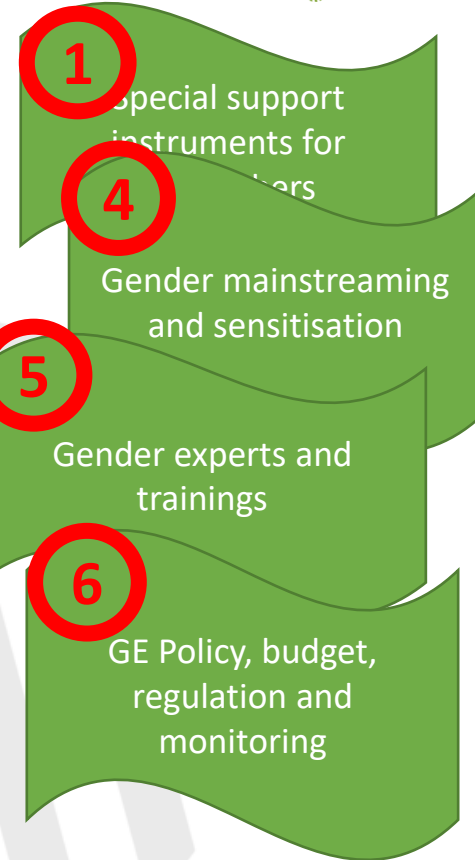 1
Special support
instruments for
4
Gender mainstreaming
and sensitisation
5
Gender experts and
trainings
6
GE Policy, budget,
regulation and
monitoring